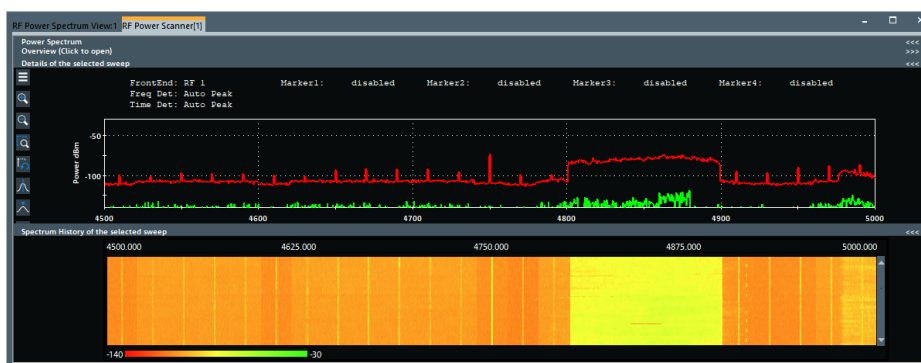 RF Power Spectrum View:1 RF Power Scanner[1]
Power Spectrum <<<
Overview (Click to open) >>>
Details of the selected sweep <<<
FrontEnd: RF 1 Marker1: disabled Marker2: disabled Marker3: disabled Marker4: disabled
Freq Det: Auto Peak
Time Det: Auto Peak
Power dBm
-50
-100
4500 4600 4700 4800 4900 5000
Spectrum History of the selected sweep <<<
4500.000 4625.000 4750.000 4875.000 5000.000
-140 -30